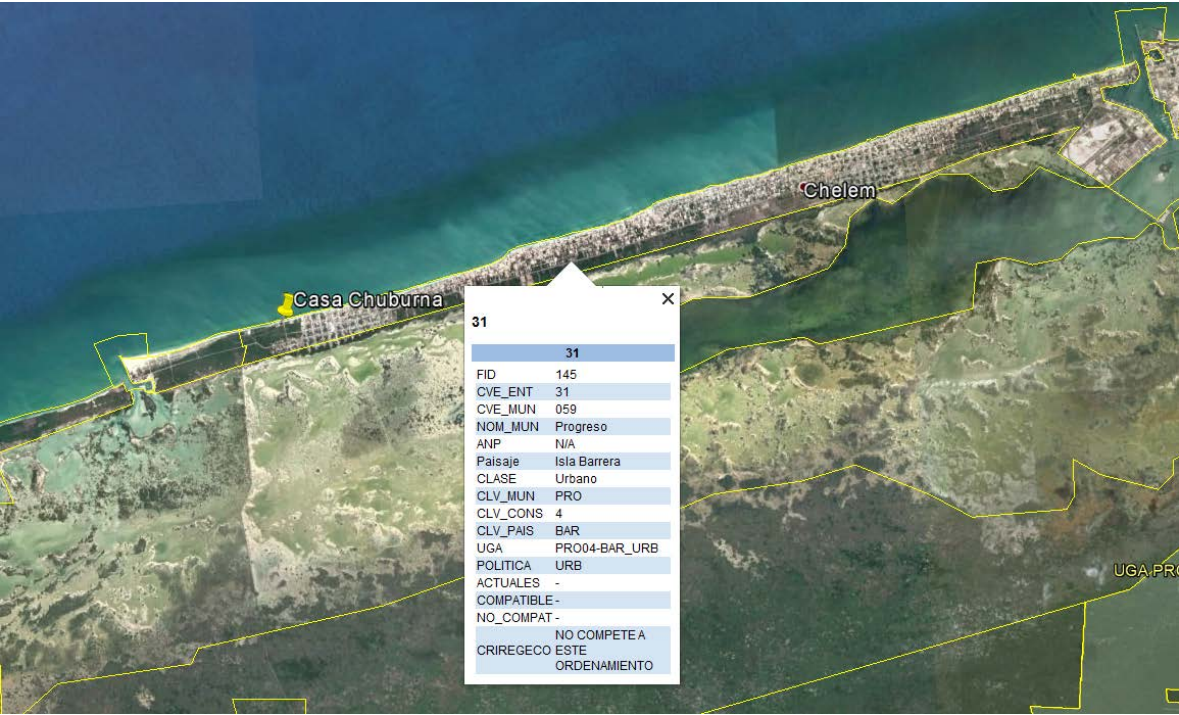 Chelem
Casa Chuburna
31
31
FID 145
CVE_ENT 31
CVE_MUN 059
NOM_MUN Progreso
ANP N/A
Paisaje Isla Barrera
CLASE Urbano
CLV_MUN PRO
CLV_CONS 4
CLV_PAIS BAR
UGA PRO04-BAR_URB
POLITICA URB
ACTUALES -
COMPATIBLE -
NO_COMPAT -
NO COMPETE A
CRIREGECO ESTE
ORDENAMIENTO
UGA PRO